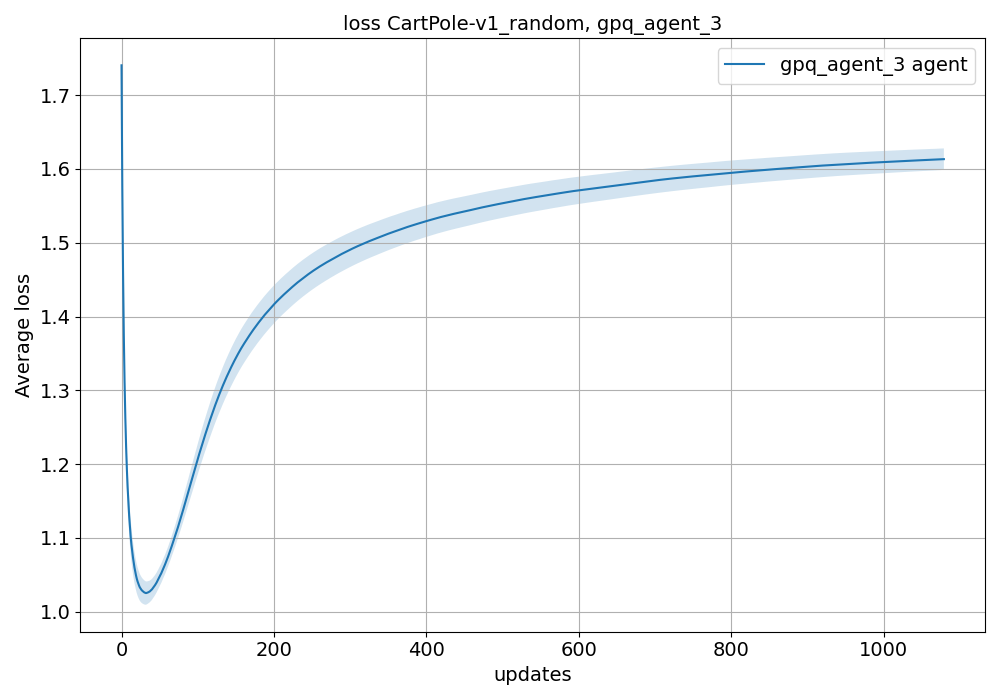 loss CartPole-v1_random, gpq_agent_3
gpq_agent_3 agent
Average loss
1.7
1.6
1.5
1.4
1.3
1.2
1.1
1.0
0 200 400 600 800 1000
updates